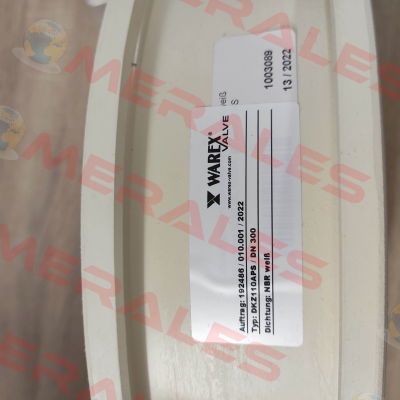 WAREX
VALVE
www.warex-valve.com
Auftrag: 192486 / 010.001 / 2022
Typ: DKZ110APS / DN 300
Dichtung: NBR weiß
eiß
S
1003089
13 / 2022
MERALES
MERALES
MERALES